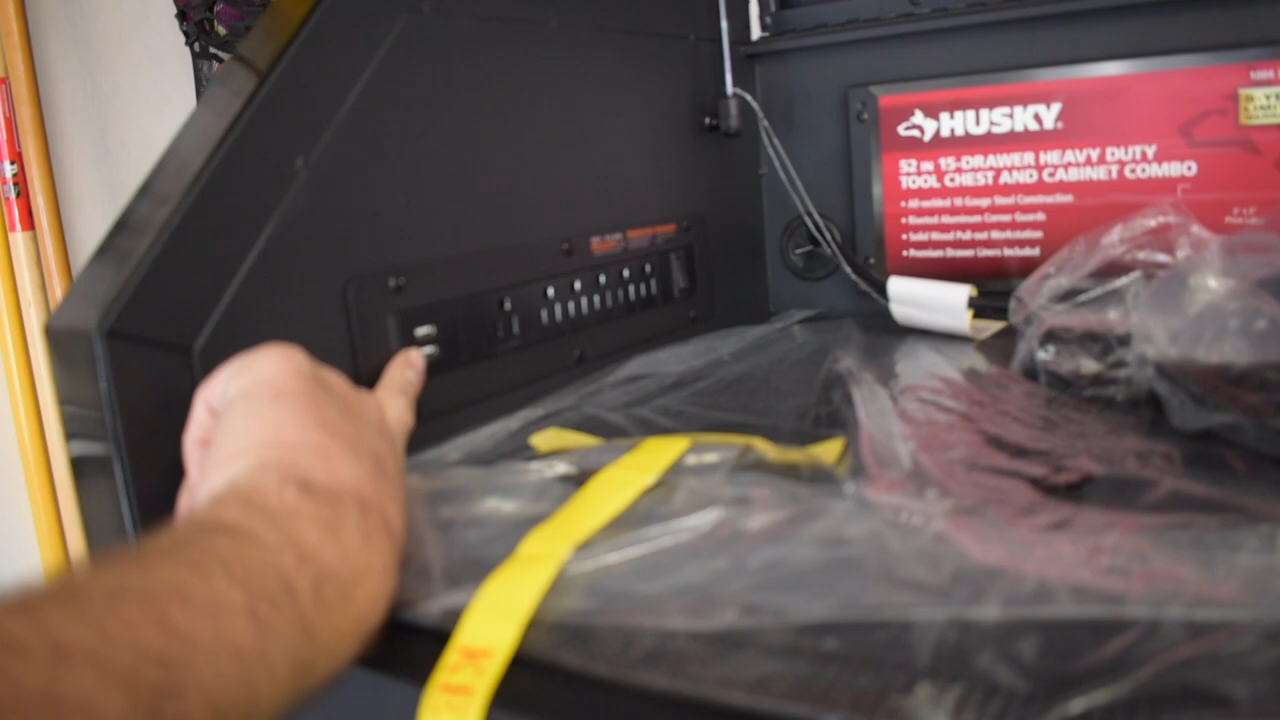 HUSKY
52 IN 15-DRAWER HEAVY DUTY
TOOL CHEST AND CABINET COMBO
• All-welded 18 Gauge Steel Construction
• Riveted Aluminum Corner Guards
• Solid Wood Pull-out Workstation
• Premium Drawer Liners Included